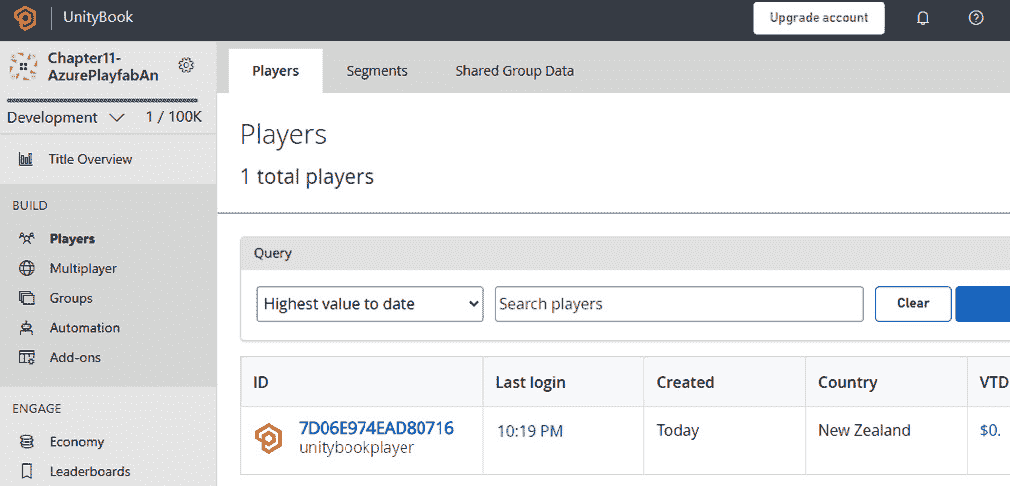 UnityBook
Upgrade account
Chapter11-
AzurePlayfabAn
Development 1 / 100K
Title Overview
BUILD
Players
Multiplayer
Groups
Automation
Add-ons
ENGAGE
Economy
Leaderboards
Players Segments Shared Group Data
Players
1 total players
Query
Highest value to date Search players Clear
ID Last login Created Country VTD
7D06E974EAD80716 10:19 PM Today New Zealand $0.
unitybookplayer